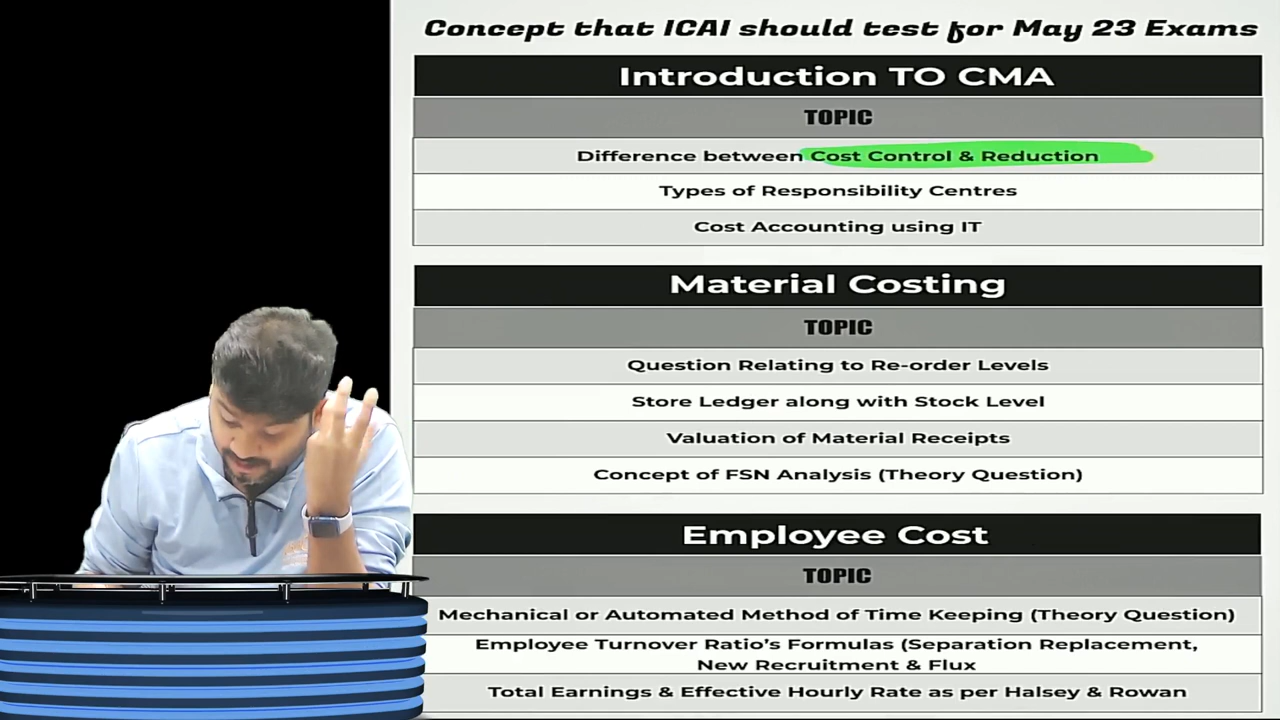 Concept that ICAI should test for May 23 Exams
Introduction TO CMA
TOPIC
Difference between Cost Control & Reduction
Types of Responsibility Centres
Cost Accounting using IT
Material Costing
TOPIC
Question Relating to Re-order Levels
Store Ledger along with Stock Level
Valuation of Material Receipts
Concept of FSN Analysis (Theory Question)
Employee Cost
TOPIC
Mechanical or Automated Method of Time Keeping (Theory Question)
Employee Turnover Ratio's Formulas (Separation Replacement,
New Recruitment & Flux
Total Earnings & Effective Hourly Rate as per Halsey & Rowan